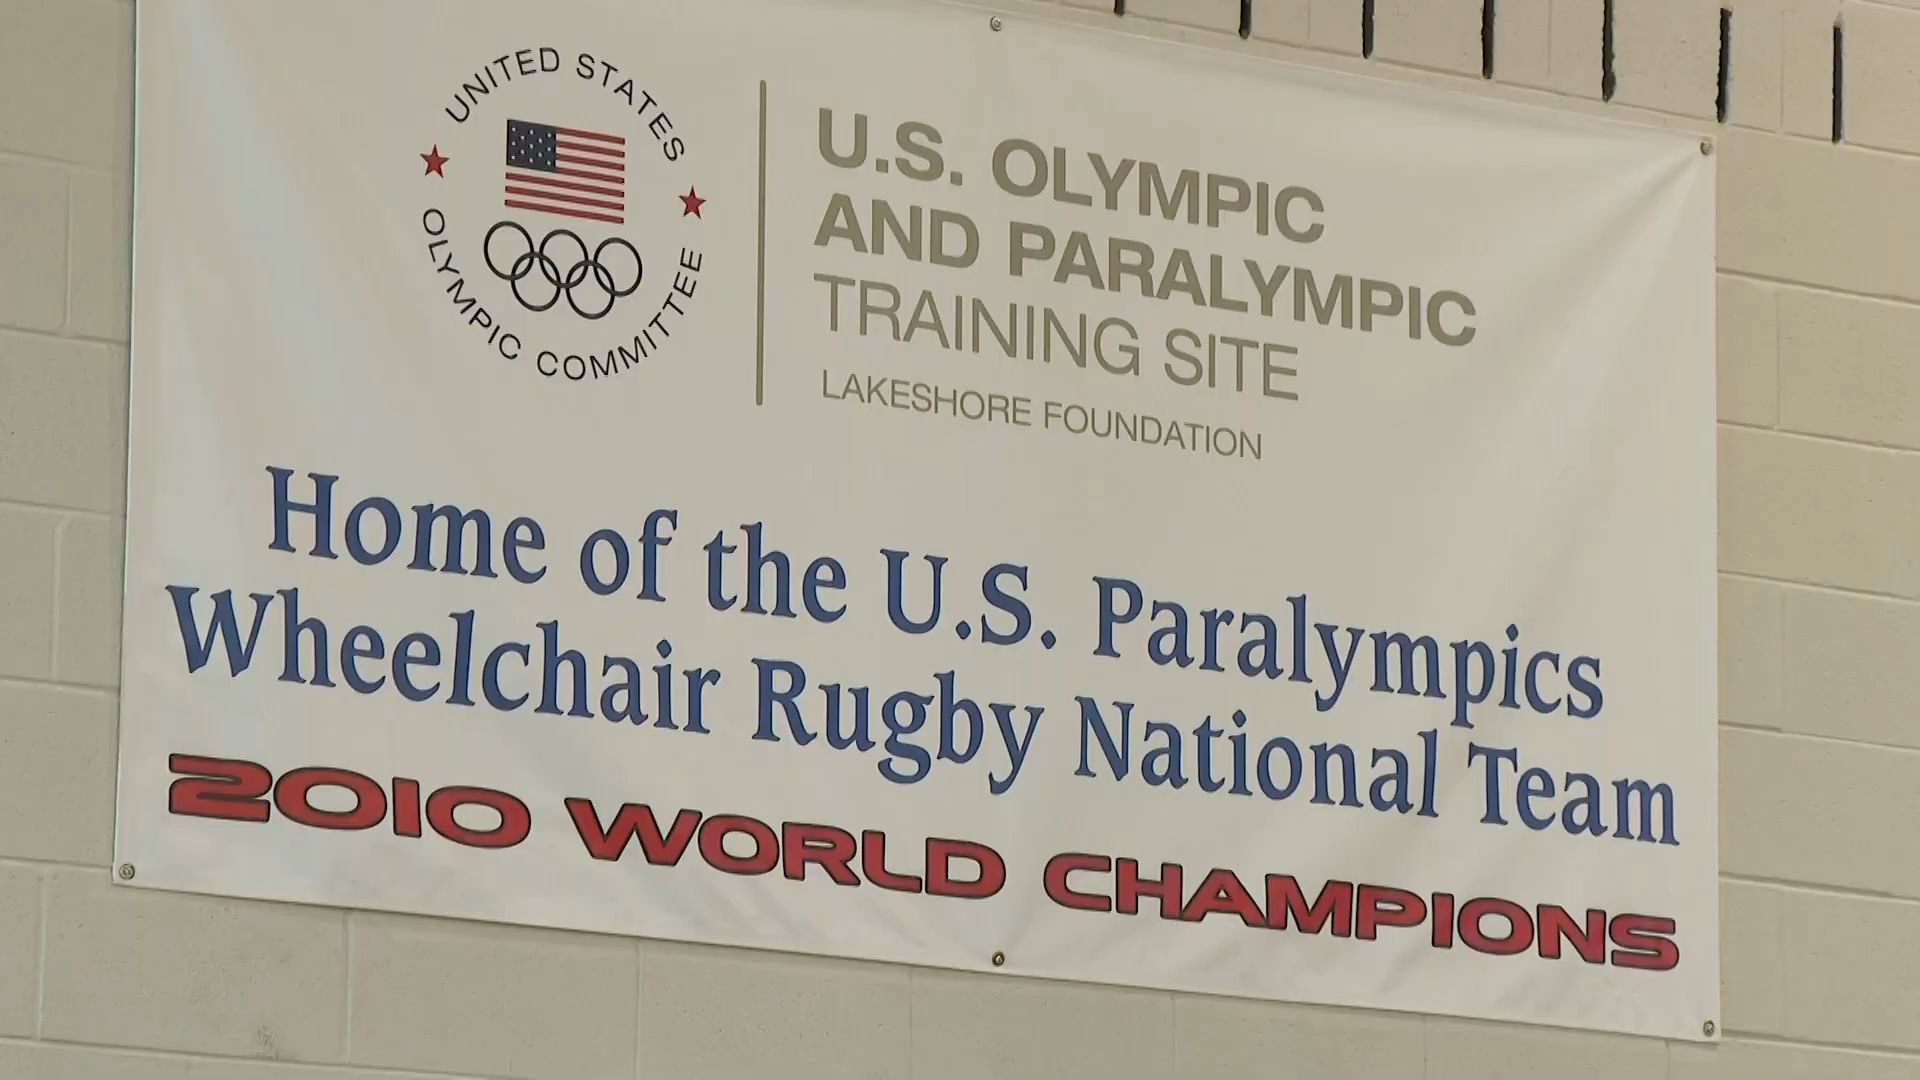 UNITED STATES
OLYMPIC COMMITTEE
U.S. OLYMPIC
AND PARALYMPIC
TRAINING SITE
LAKESHORE FOUNDATION
Home of the U.S. Paralympics
Wheelchair Rugby National Team
2010 WORLD CHAMPIONS